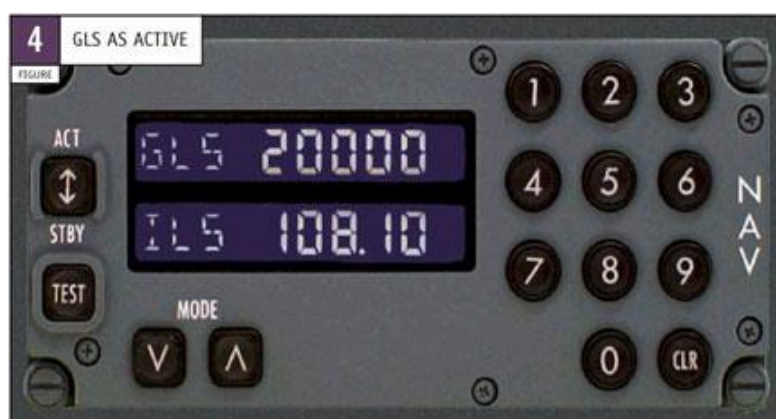 4 GLS AS ACTIVE
FIGURE
ACT
STBY
TEST
GLS 20000
ILS 108.10
MODE
1 2 3
4 5 6
7 8 9
0 CLR
NAV